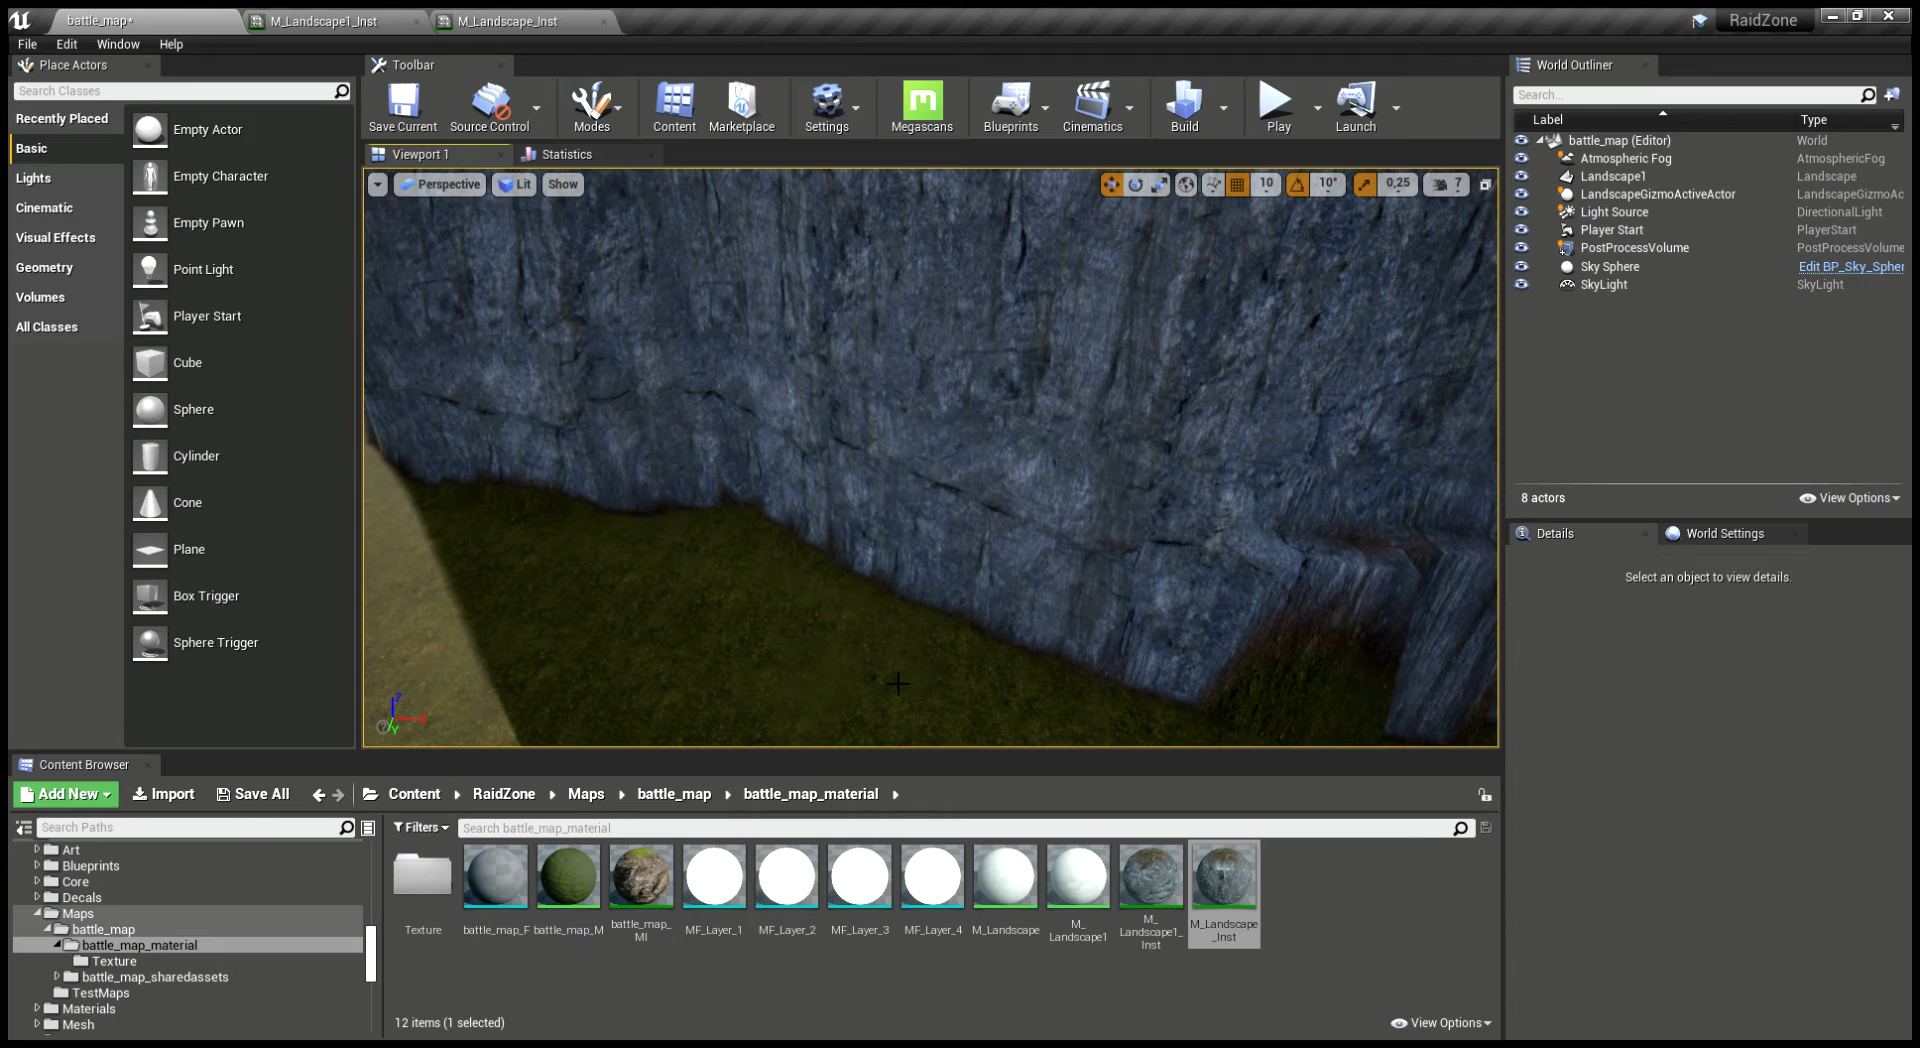 battle_map*
M_Landscape1_Inst
M_Landscape_Inst
RaidZone
File Edit Window Help
Place Actors
Search Classes
Recently Placed
Basic
Lights
Cinematic
Visual Effects
Geometry
Volumes
All Classes
Empty Actor
Empty Character
Empty Pawn
Point Light
Player Start
Cube
Sphere
Cylinder
Cone
Plane
Box Trigger
Sphere Trigger
Toolbar
Save Current
Source Control
Modes
Content
Marketplace
Settings
Megascans
Blueprints
Cinematics
Build
Play
Launch
Viewport 1
Statistics
Perspective Lit Show
10 10° 0,25 7
Z
Y
World Outliner
Search...
Label Type
battle_map (Editor) World
Atmospheric Fog AtmosphericFog
Landscape1 Landscape
LandscapeGizmoActiveActor LandscapeGizmoAc
Light Source DirectionalLight
Player Start PlayerStart
PostProcessVolume PostProcessVolume
Sky Sphere Edit BP_Sky_Spher
SkyLight SkyLight
8 actors View Options
Details
World Settings
Select an object to view details.
Content Browser
Add New Import Save All Content RaidZone Maps battle_map battle_map_material
Search Paths
Art
Blueprints
Core
Decals
Maps
battle_map
battle_map_material
Texture
battle_map_sharedassets
TestMaps
Materials
Mesh
Filters Search battle_map_material
Texture
battle_map_F
battle_map_M
battle_map_
MI
MF_Layer_1
MF_Layer_2
MF_Layer_3
MF_Layer_4
M_Landscape
M_
Landscape1
M_
Landscape1_
Inst
M_Landscape
_Inst
12 items (1 selected) View Options